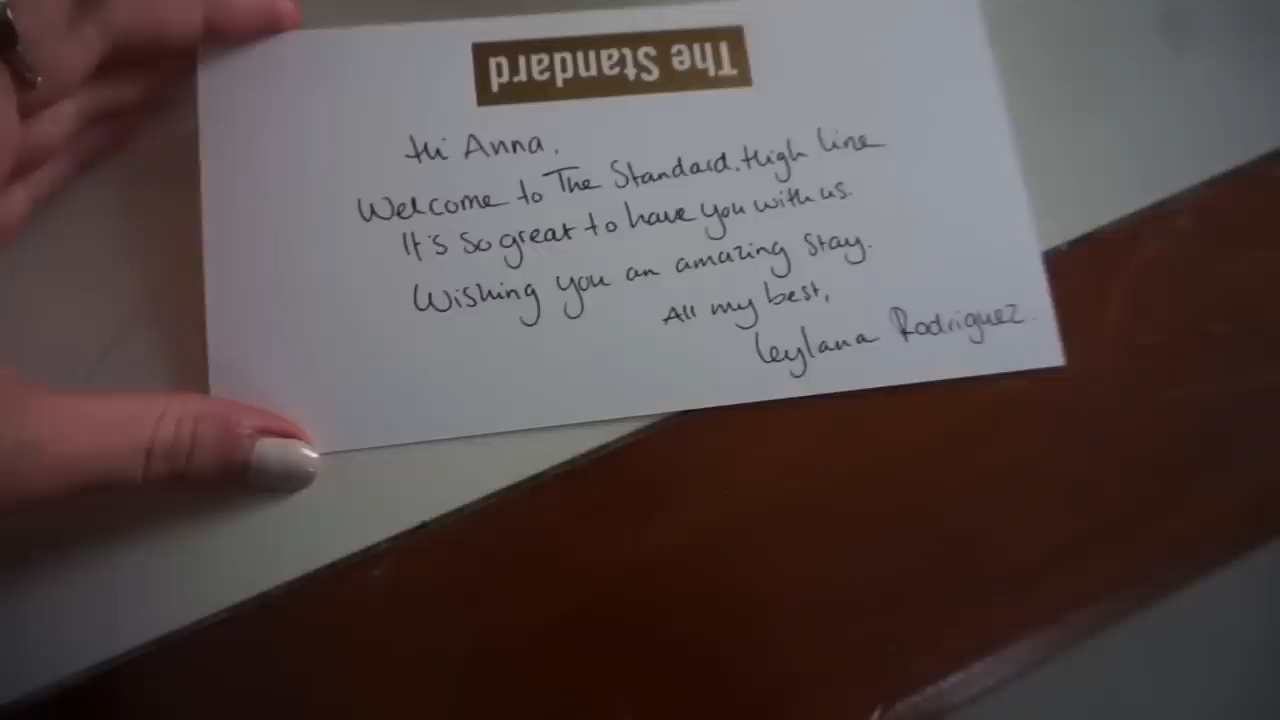 The Standard
Hi Anna,
Welcome to The Standard, High Line
It's so great to have you with us.
Wishing you an amazing stay.
All my best,
Leylana Rodriguez.